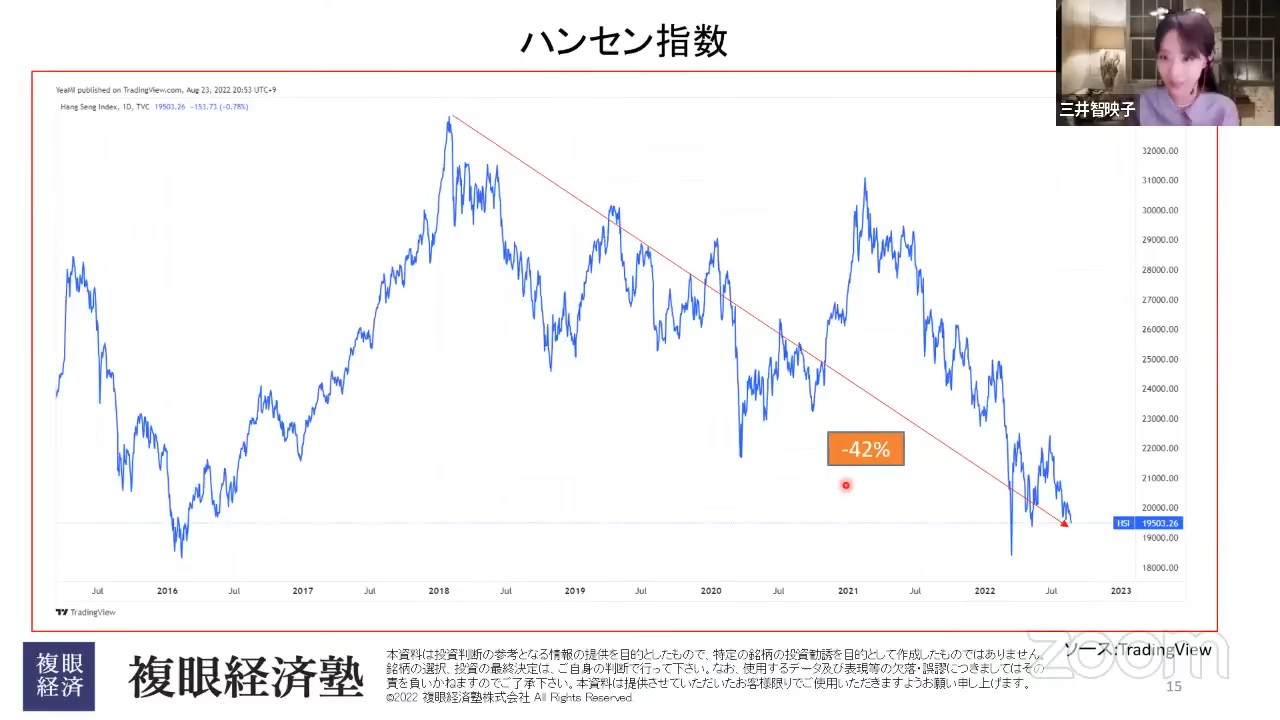 ハンセン指数
三井智映子
YeaMI published on TradingView.com, Aug 23, 2022 20:53 UTC+9
Hang Seng Index, 1D, TVC 19503.26 −153.73 (−0.78%)
32000.00
31000.00
30000.00
29000.00
28000.00
27000.00
26000.00
25000.00
24000.00
23000.00
22000.00
21000.00
20000.00
HSI 19503.26
19000.00
18000.00
-42%
Jul 2016 Jul 2017 Jul 2018 Jul 2019 Jul 2020 Jul 2021 Jul 2022 Jul 2023
TradingView
複眼
経済
複眼経済塾
本資料は投資判断の参考となる情報の提供を目的としたもので、特定の銘柄の投資勧誘を目的として作成したものではありません。
銘柄の選択、投資の最終決定は、ご自身の判断で行って下さい。なお、使用するデータ及び表現等の欠落・誤謬につきましてはその
責を負いかねますのでご了承下さい。本資料は提供させていただいたお客様限りでご使用いただきますようお願い申し上げます。
©2022 複眼経済塾株式会社 All Rights Reserved
ソース:TradingView
zoom
15